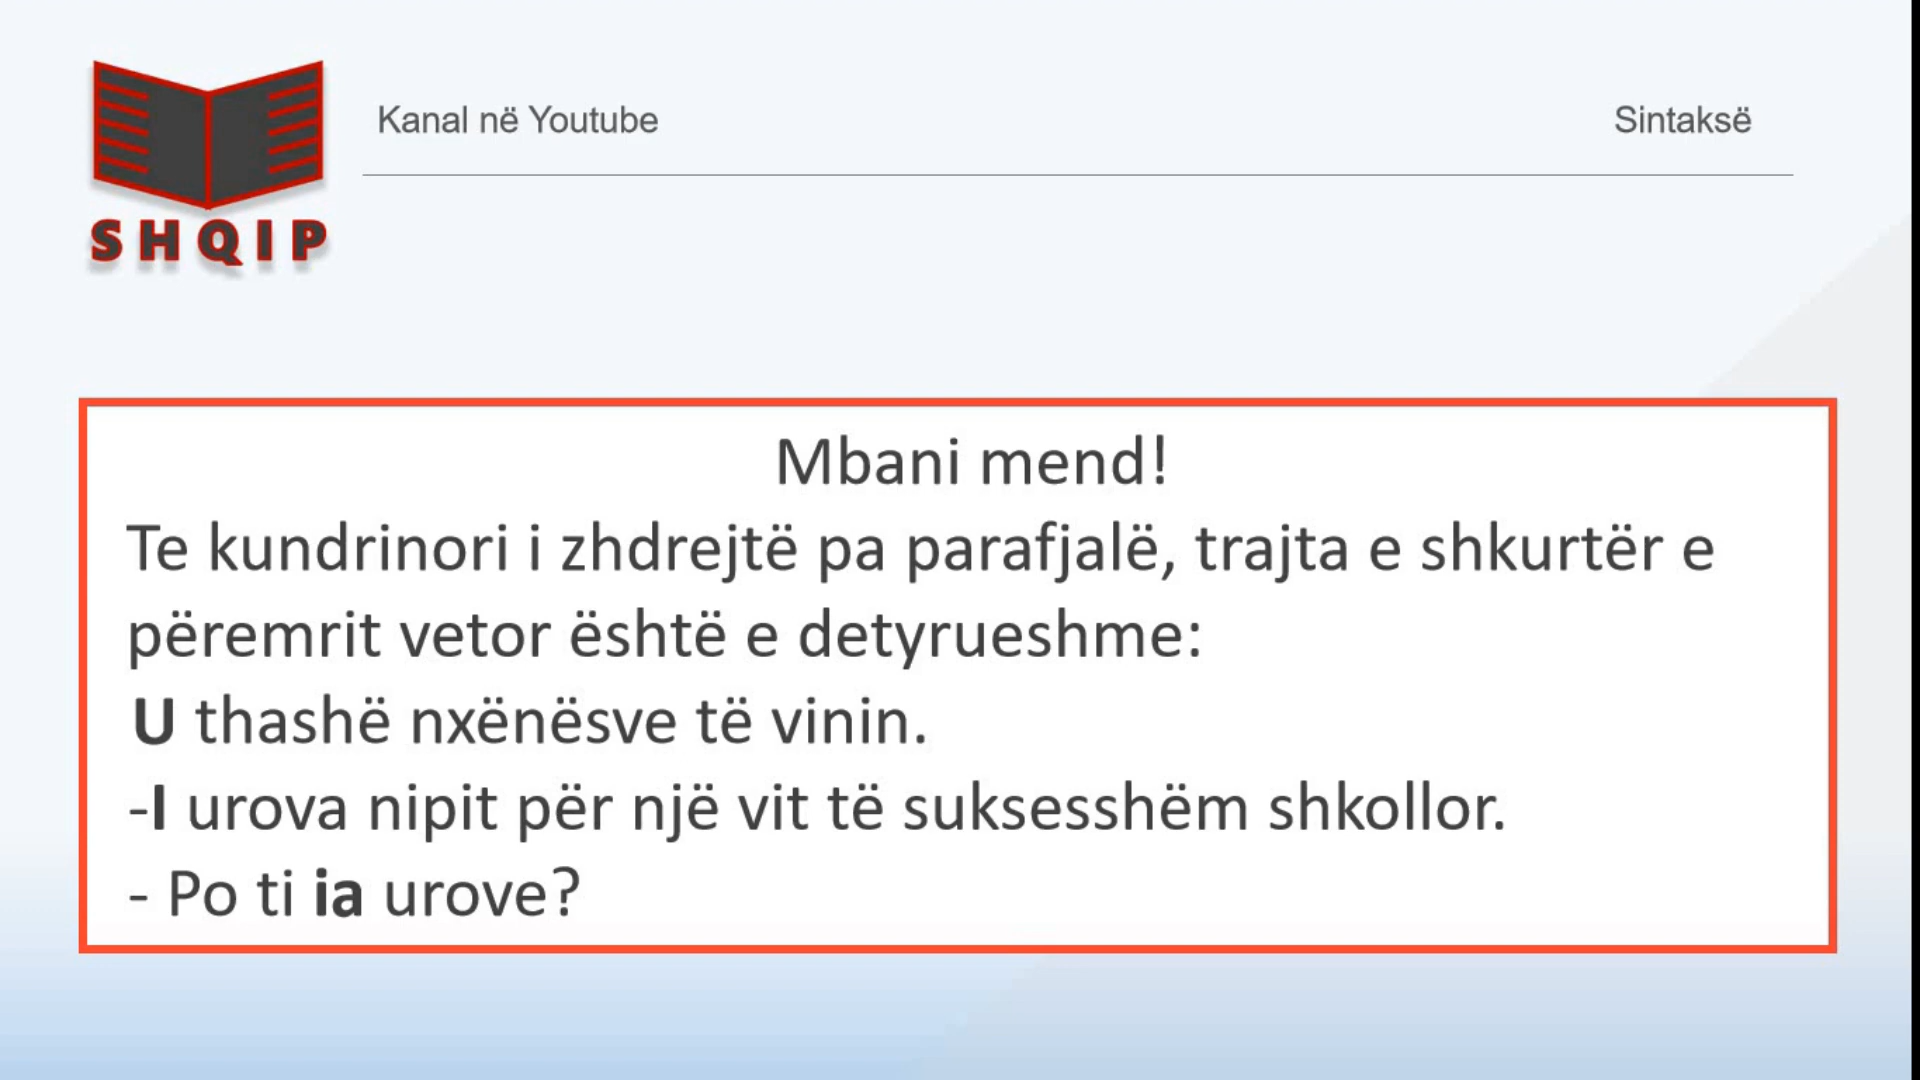 Kanal në Youtube
Sintaksë
SHQIP
Mbani mend!
Te kundrinori i zhdrejtë pa parafjalë, trajta e shkurtër e
përemrit vetor është e detyrueshme:
U thashë nxënësve të vinin.
-I urova nipit për një vit të suksesshëm shkollor.
- Po ti ia urove?